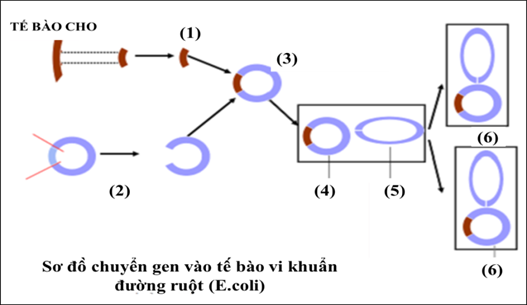 TẾ BÀO CHO
(1)
(3)
(2)
(4)
(5)
(6)
(6)
Sơ đồ chuyển gen vào tế bào vi khuẩn
đường ruột (E.coli)